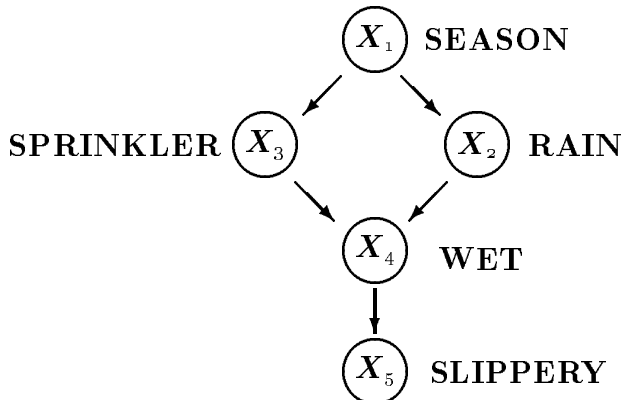 X₁ SEASON
SPRINKLER X₃ X₂ RAIN
X₄ WET
X₅ SLIPPERY